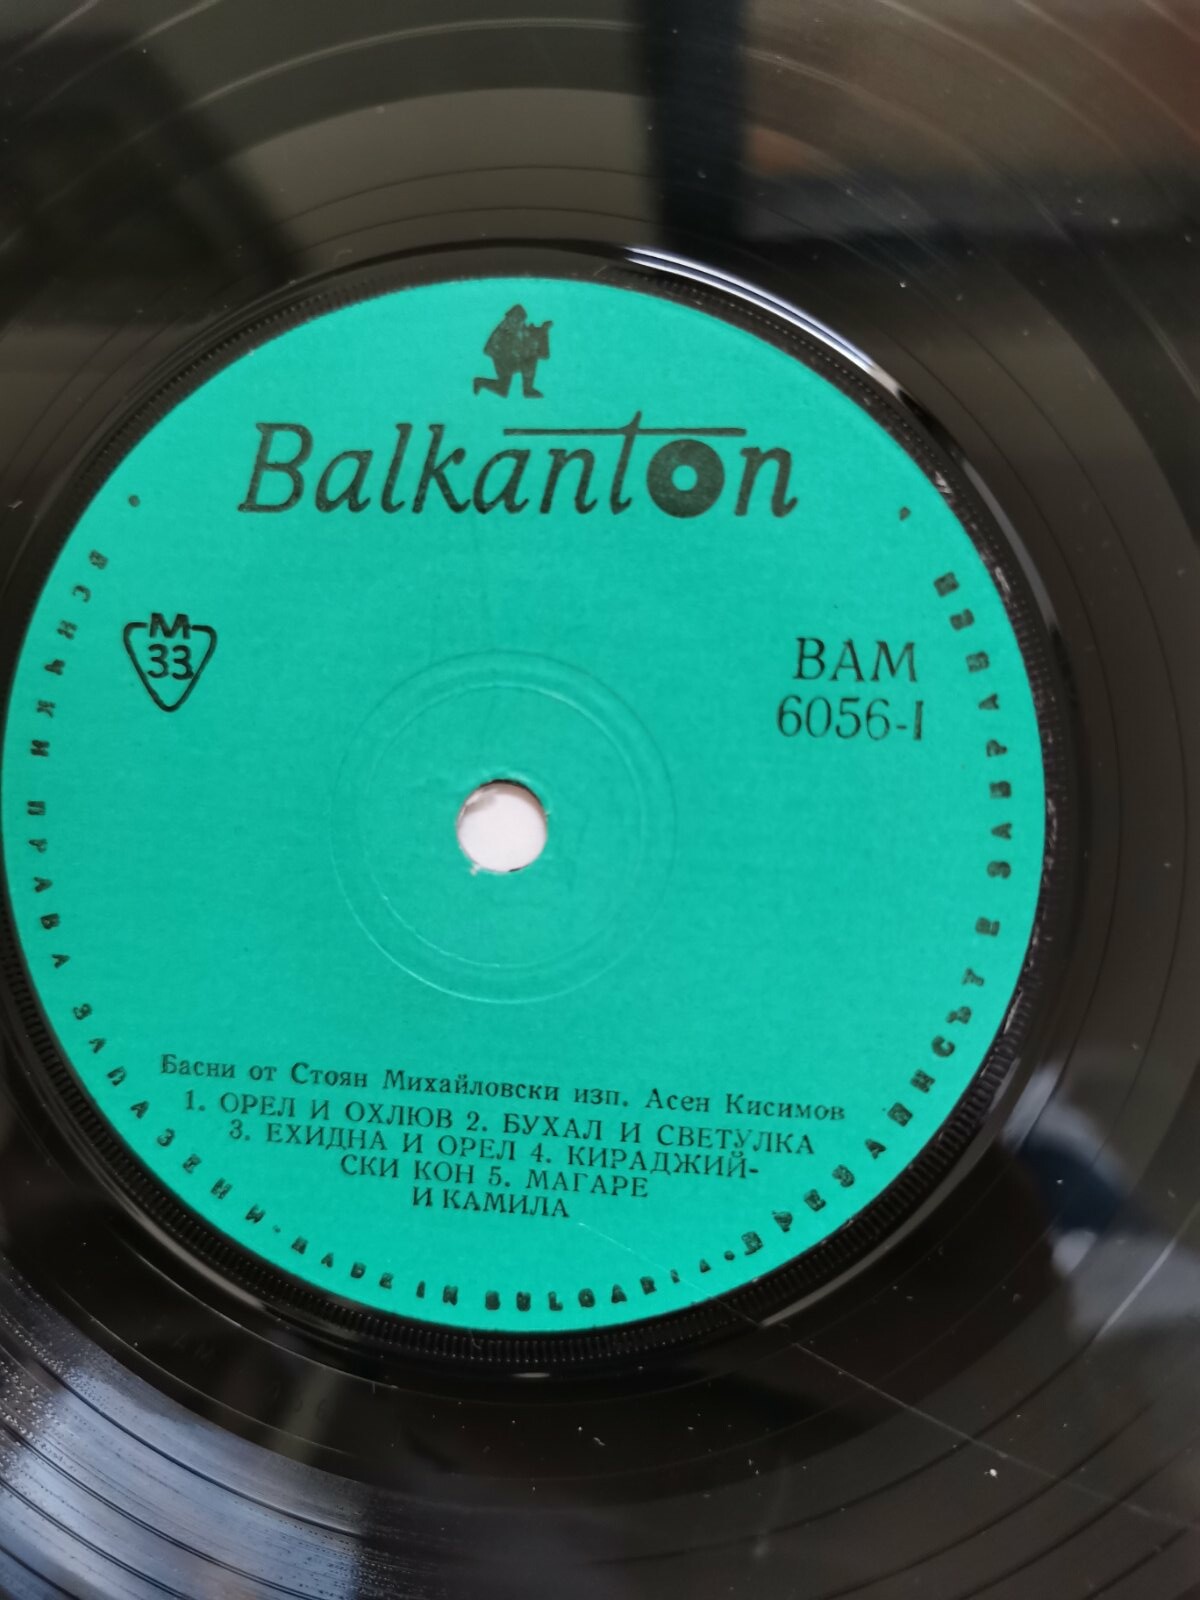 Balkanton
M
33
ВАМ
6056-I
Басни от Стоян Михайловски изп. Асен Кисимов
1. ОРЕЛ И ОХЛЮВ 2. БУХАЛ И СВЕТУЛКА
3. ЕХИДНА И ОРЕЛ 4. КИРАДЖИЙ-
СКИ КОН 5. МАГАРЕ
И КАМИЛА
ВСИЧКИ ПРАВА ЗАПАЗЕНИ · MADE IN BULGARIA · ПРЕЗАПИСЪТ Е ЗАБРАНЕН